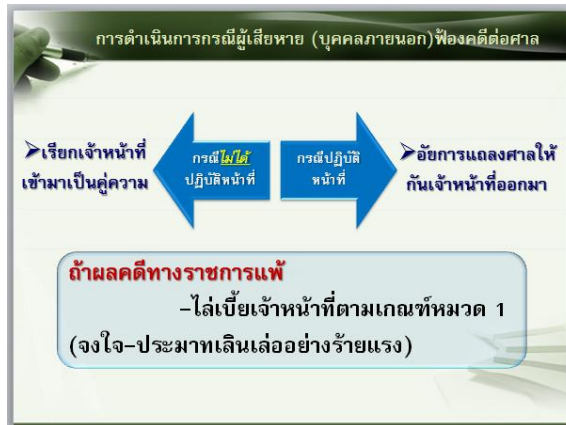 การดำเนินการกรณีผู้เสียหาย (บุคคลภายนอก)ฟ้องคดีต่อศาล
➢เรียกเจ้าหน้าที่
เข้ามาเป็นคู่ความ
กรณีไม่ได้
ปฏิบัติหน้าที่
กรณีปฏิบัติ
หน้าที่
➢อัยการแถลงศาลให้
กันเจ้าหน้าที่ออกมา
ถ้าผลคดีทางราชการแพ้
-ไล่เบี้ยเจ้าหน้าที่ตามเกณฑ์หมวด 1
(จงใจ-ประมาทเลินเล่ออย่างร้ายแรง)